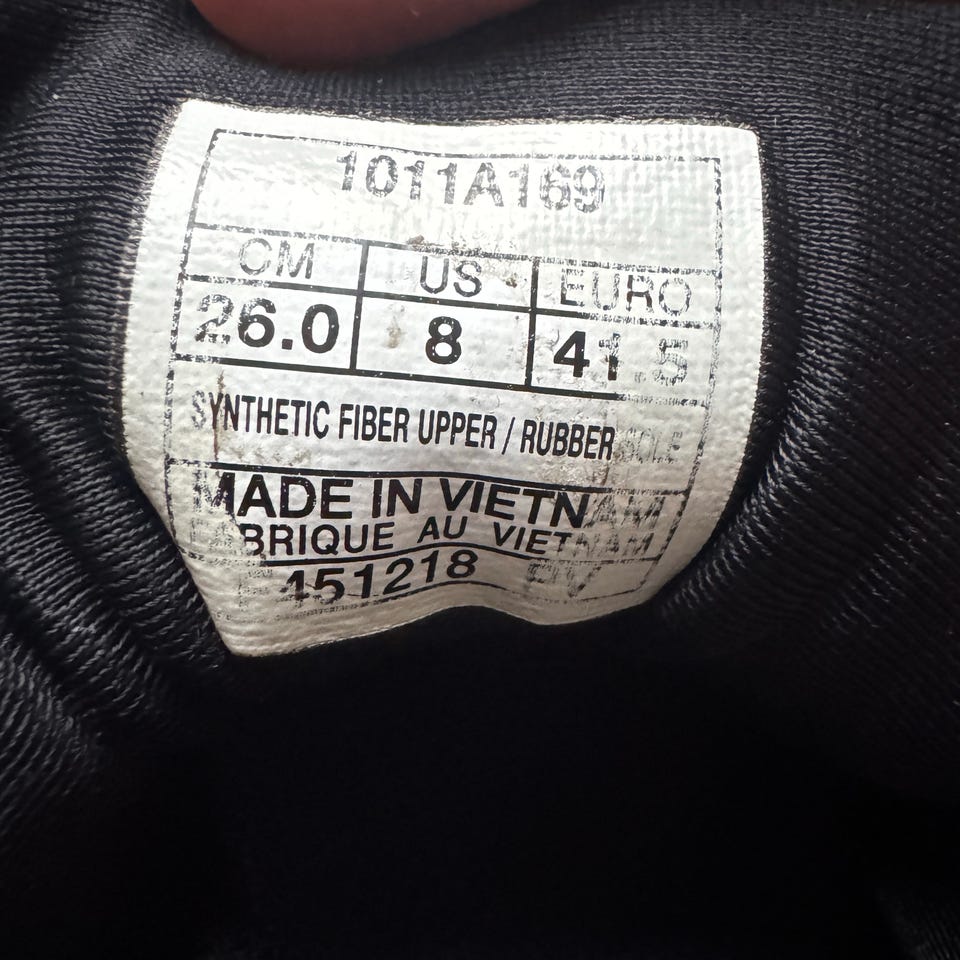 1011A169
CM US EURO
26.0 8 41.5
SYNTHETIC FIBER UPPER / RUBBER SOLE
MADE IN VIETNAM
FABRIQUE AU VIETNAM
451218 PV